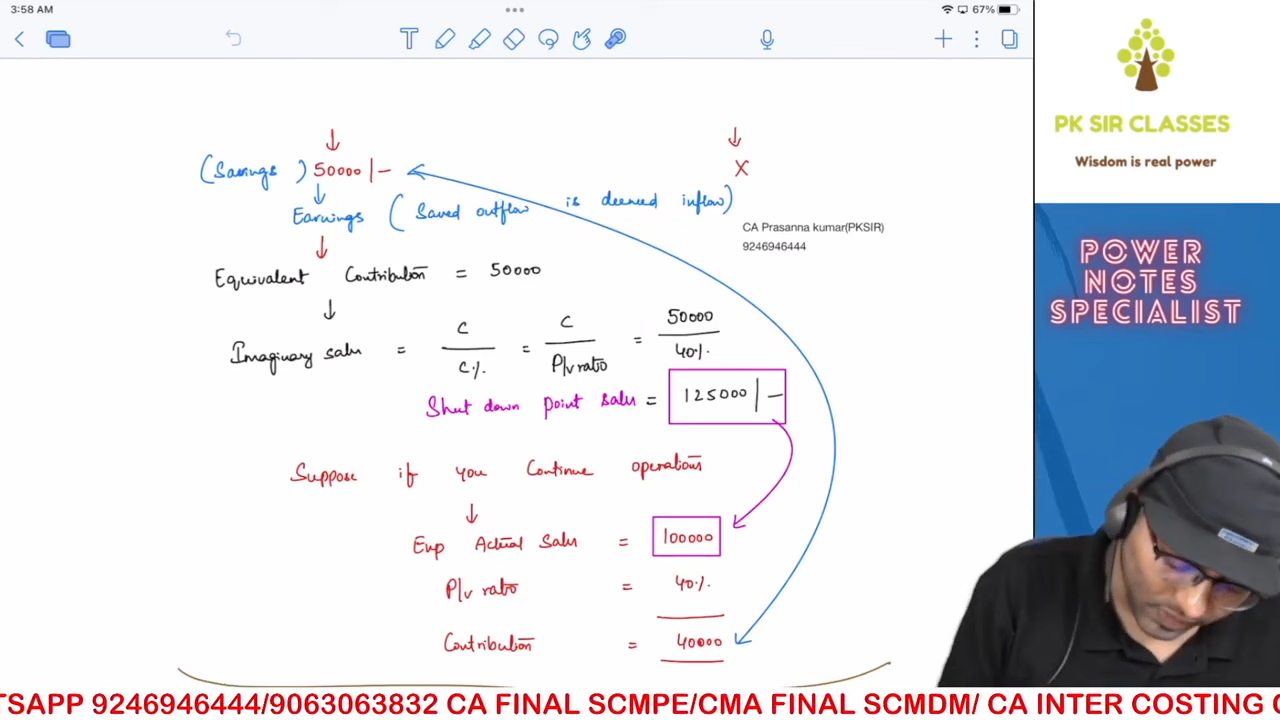 3:58 AM
67%
(Savings ) 50000/-
X
Earnings ( Saved outflow is deemed inflow)
CA Prasanna kumar(PKSIR)
9246946444
Equivalent Contribution = 50000
Imaginary sales = C / C% = C / P/v ratio = 50000 / 40%
Shut down point sales = 125000/-
Suppose if you Continue operations
Exp Actual Sales = 100000
P/v ratio = 40%
Contribution = 40000
PK SIR CLASSES
Wisdom is real power
POWER
NOTES
SPECIALIST
TSAPP 9246946444/9063063832 CA FINAL SCMPE/CMA FINAL SCMDM/ CA INTER COSTING